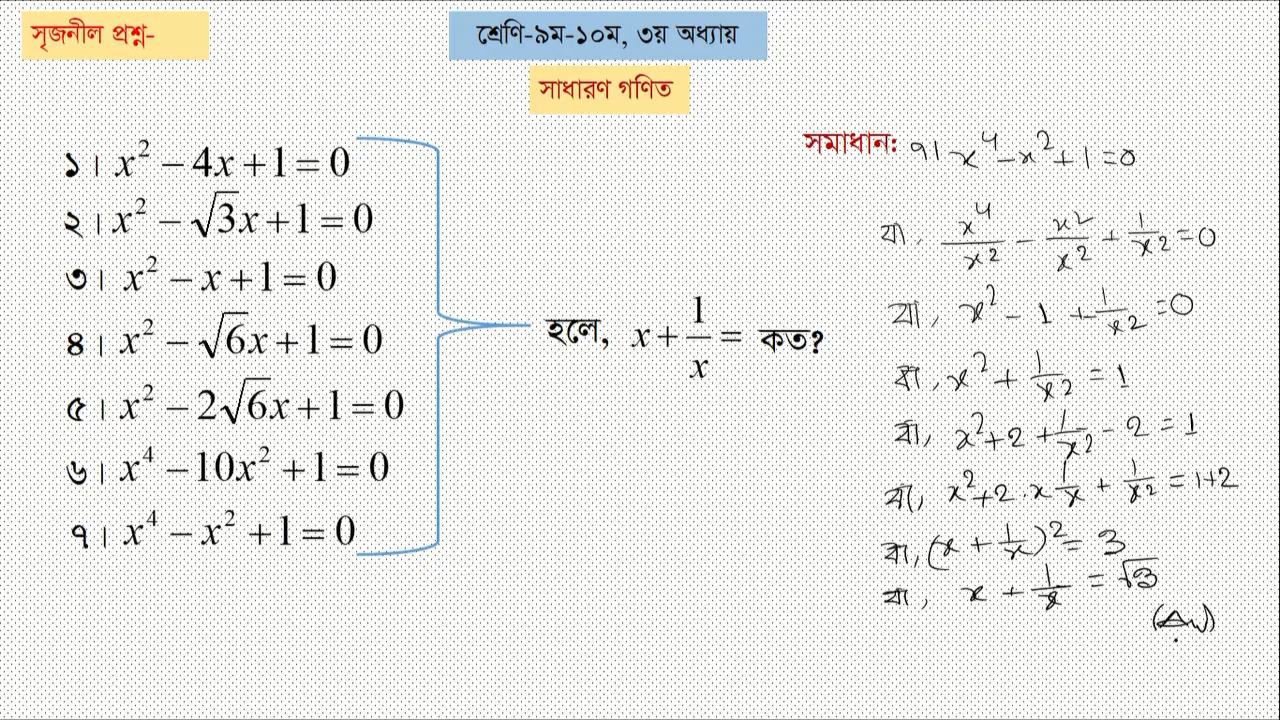 সৃজনীল প্রশ্ন-
শ্রেণি-৯ম-১০ম, ৩য় অধ্যায়
সাধারণ গণিত
১। x² − 4x + 1 = 0
২। x² − √3x + 1 = 0
৩। x² − x + 1 = 0
৪। x² − √6x + 1 = 0
৫। x² − 2√6x + 1 = 0
৬। x⁴ − 10x² + 1 = 0
৭। x⁴ − x² + 1 = 0
হলে, x + 1/x = কত?
সমাধান: ৭। x⁴ − x² + 1 = 0
বা, x⁴/x² − x²/x² + 1/x² = 0
বা, x² − 1 + 1/x² = 0
বা, x² + 1/x² = 1
বা, x² + 2 + 1/x² − 2 = 1
বা, x² + 2 · x 1/x + 1/x² = 1+2
বা, (x + 1/x)² = 3
বা, x + 1/x = √3
(Ans)